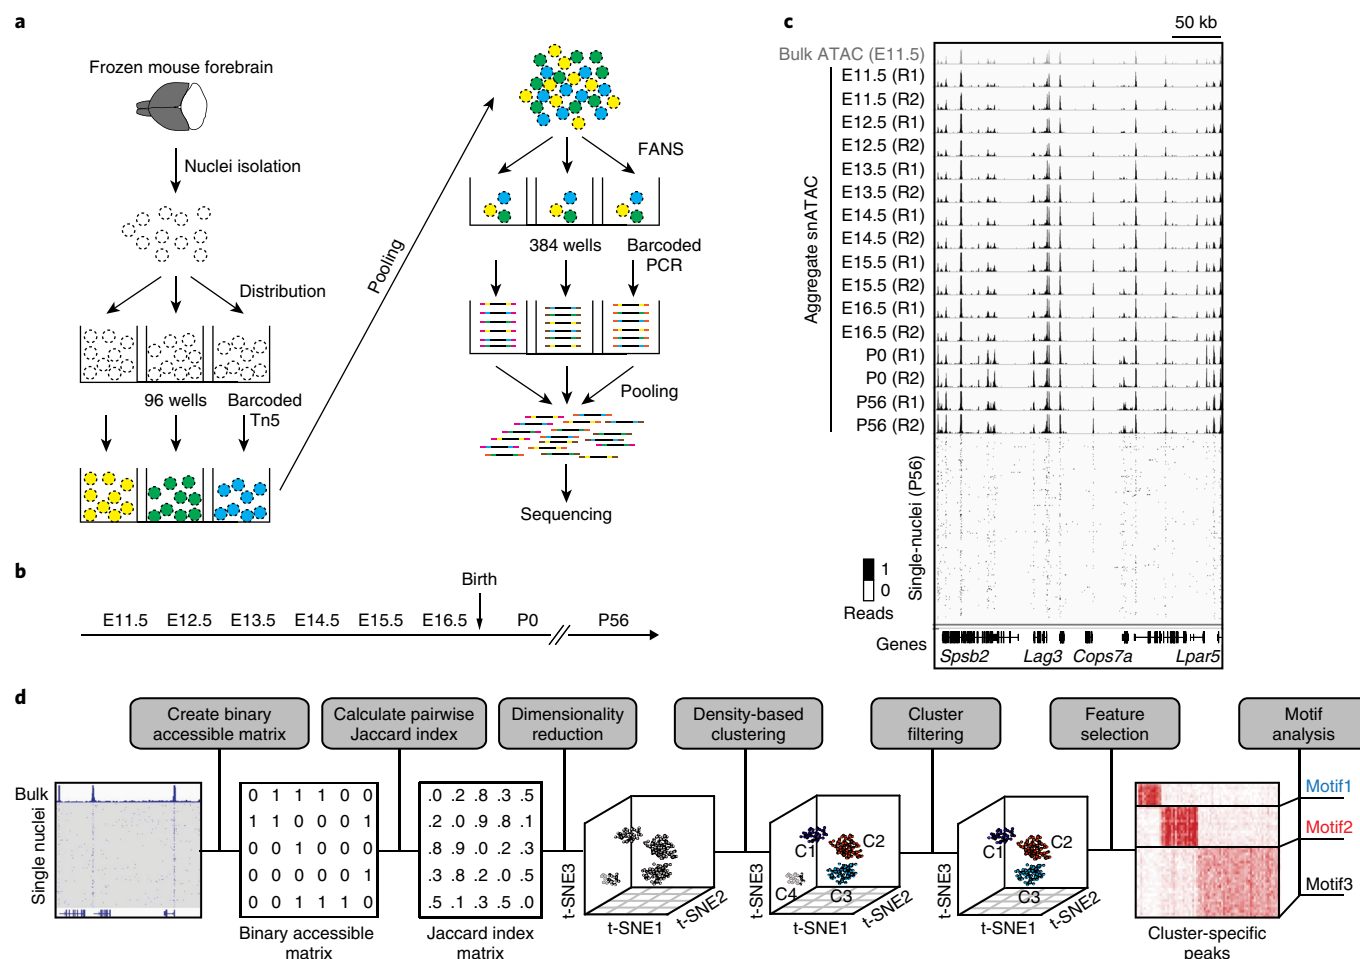 a
Frozen mouse forebrain
Nuclei isolation
Distribution
96 wells
Barcoded
Tn5
Pooling
FANS
384 wells
Barcoded
PCR
Pooling
Sequencing
b
Birth
E11.5 E12.5 E13.5 E14.5 E15.5 E16.5 P0 P56
c
50 kb
Bulk ATAC (E11.5)
Aggregate snATAC
E11.5 (R1)
E11.5 (R2)
E12.5 (R1)
E12.5 (R2)
E13.5 (R1)
E13.5 (R2)
E14.5 (R1)
E14.5 (R2)
E15.5 (R1)
E15.5 (R2)
E16.5 (R1)
E16.5 (R2)
P0 (R1)
P0 (R2)
P56 (R1)
P56 (R2)
Single-nuclei (P56)
1
0
Reads
Genes
Spsb2 Lag3 Cops7a Lpar5
d
Create binary
accessible matrix
Calculate pairwise
Jaccard index
Dimensionality
reduction
Density-based
clustering
Cluster
filtering
Feature
selection
Motif
analysis
Bulk
Single nuclei
0 1 1 1 0 0
1 1 0 0 0 1
0 0 1 0 0 0
0 0 0 0 0 1
0 0 1 1 1 0
Binary accessible
matrix
.0 .2 .8 .3 .5
.2 .0 .9 .8 .1
.8 .9 .0 .2 .3
.3 .8 .2 .0 .5
.5 .1 .3 .5 .0
Jaccard index
matrix
t-SNE3
t-SNE1
t-SNE2
C1
C2
C4
C3
t-SNE3
t-SNE1
t-SNE2
C1
C2
C3
t-SNE3
t-SNE1
t-SNE2
Motif1
Motif2
Motif3
Cluster-specific
peaks